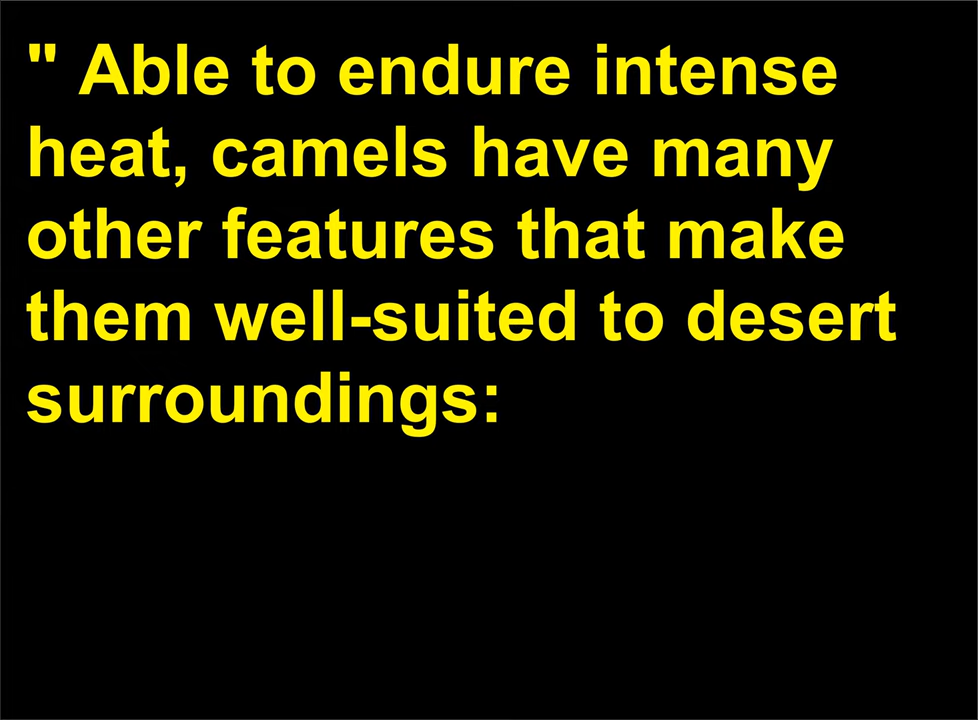 " Able to endure intense
heat, camels have many
other features that make
them well-suited to desert
surroundings: